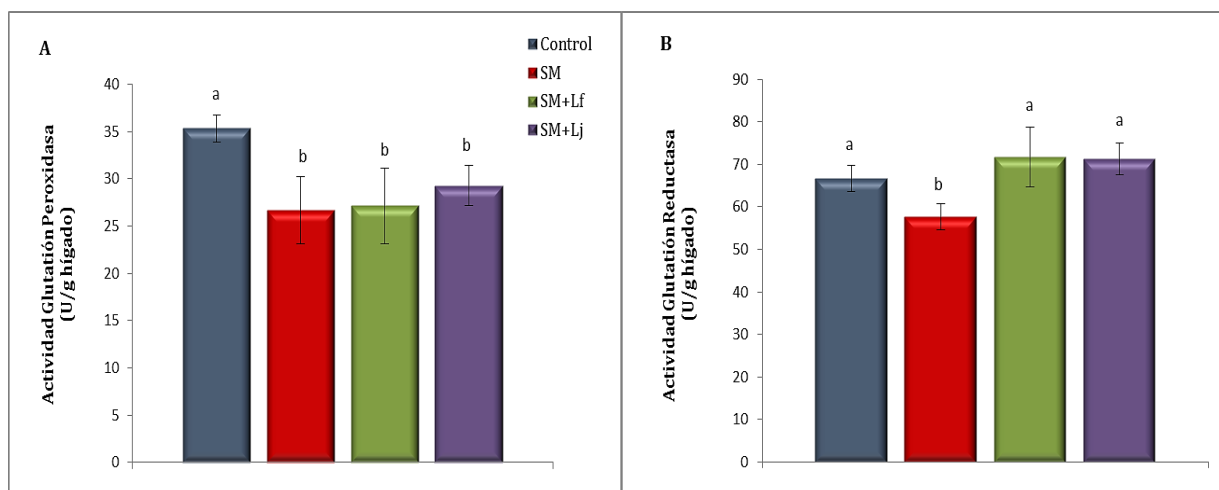 A
Control
SM
SM+Lf
SM+Lj
Actividad Glutatión Peroxidasa
(U/g hígado)
40
35
30
25
20
15
10
5
0
a
b
b
b
B
Actividad Glutatión Reductasa
(U/g hígado)
90
80
70
60
50
40
30
20
10
0
a
b
a
a